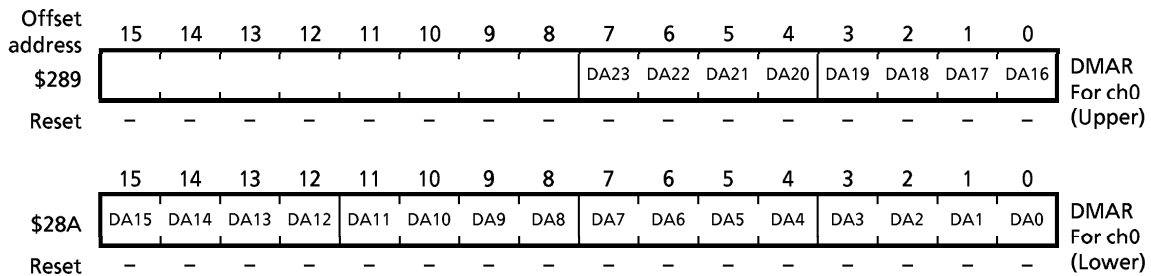 Offset address 15 14 13 12 11 10 9 8 7 6 5 4 3 2 1 0
$289 DA23 DA22 DA21 DA20 DA19 DA18 DA17 DA16 DMAR For ch0 (Upper)
Reset – – – – – – – – – – – – – – – –
15 14 13 12 11 10 9 8 7 6 5 4 3 2 1 0
$28A DA15 DA14 DA13 DA12 DA11 DA10 DA9 DA8 DA7 DA6 DA5 DA4 DA3 DA2 DA1 DA0 DMAR For ch0 (Lower)
Reset – – – – – – – – – – – – – – – –